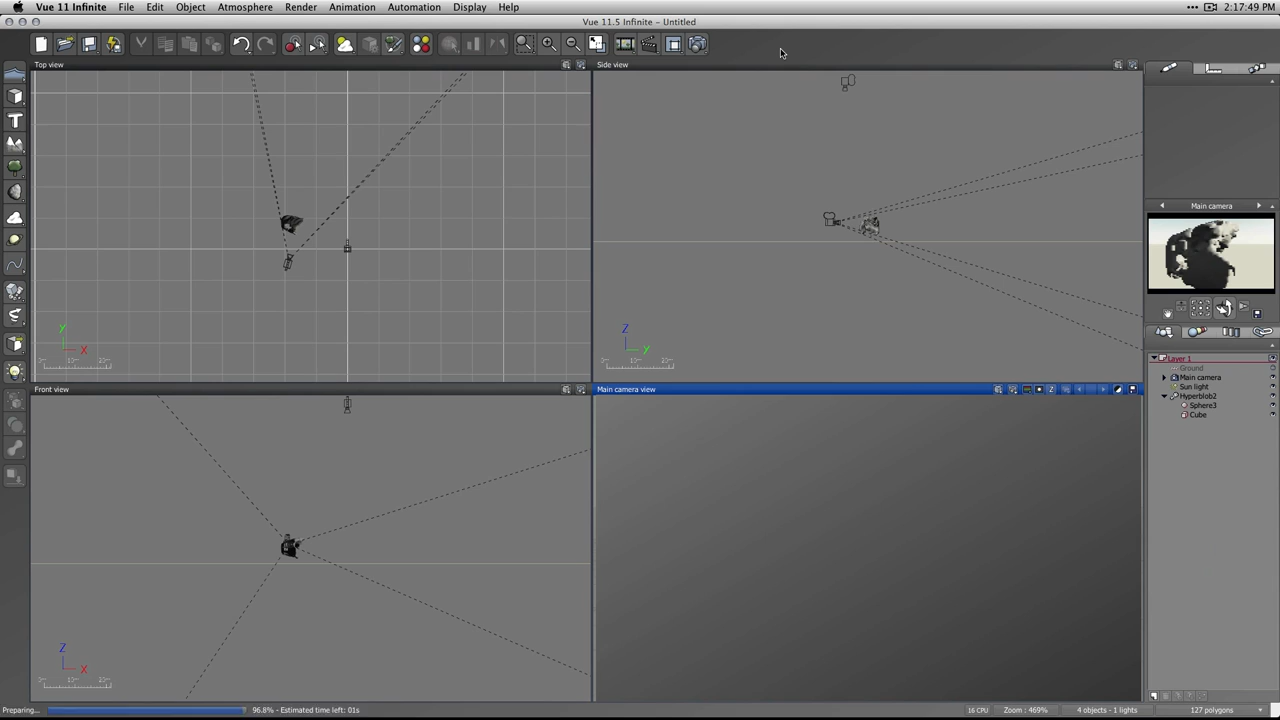 Vue 11 Infinite File Edit Object Atmosphere Render Animation Automation Display Help 2:17:49 PM
Vue 11.5 Infinite - Untitled
Top view
Side view
Main camera
Y
X
Z
Y
Layer 1
Ground
Main camera
Sun light
Hyperblob2
Sphere3
Cube
Front view
Main camera view
Z
X
Preparing... 96.8% - Estimated time left: 01s
16 CPU Zoom : 469% 4 objects - 1 lights 127 polygons